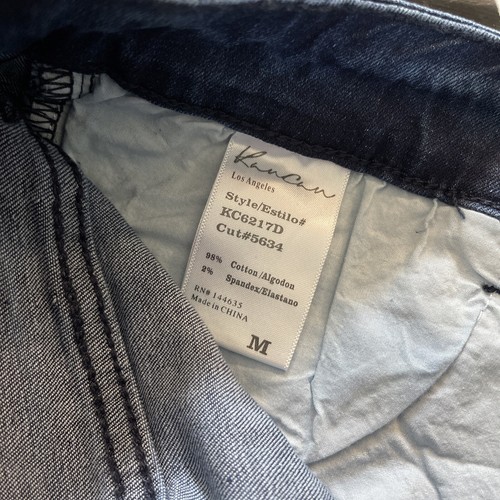 KanCan
Los Angeles
Style/Estilo#
KC6217D
Cut#5634
98% Cotton/Algodon
2% Spandex/Elastano
RN# 144635
Made in CHINA
M